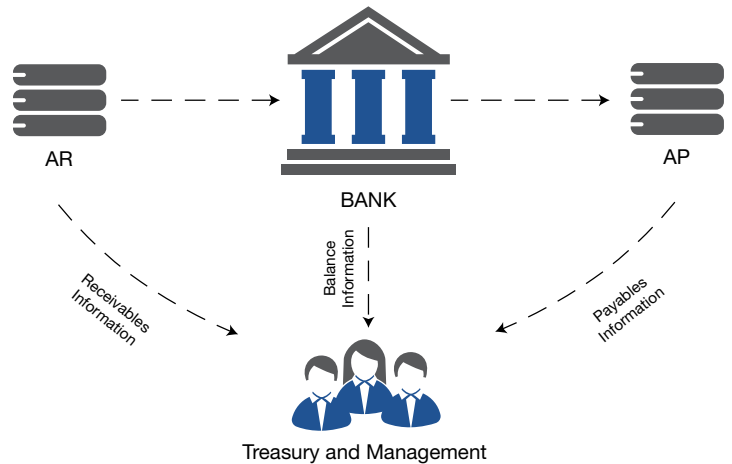 AR
BANK
AP
Receivables
Information
Balance
Information
Payables
Information
Treasury and Management